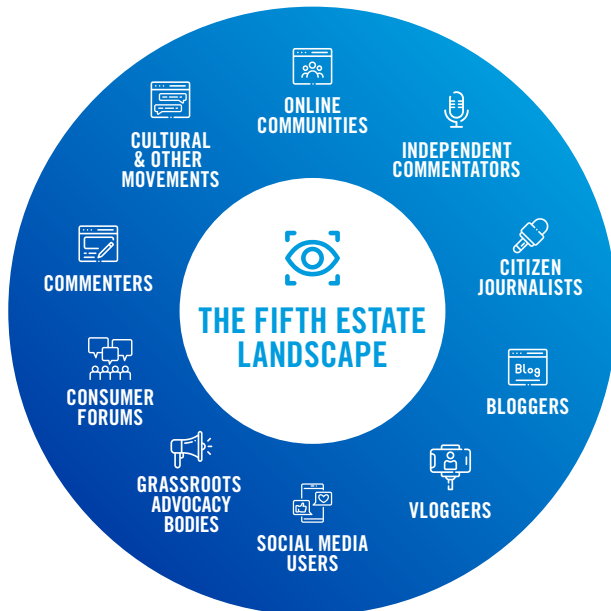 ONLINE
COMMUNITIES
INDEPENDENT
COMMENTATORS
CITIZEN
JOURNALISTS
Blog
BLOGGERS
VLOGGERS
SOCIAL MEDIA
USERS
GRASSROOTS
ADVOCACY
BODIES
CONSUMER
FORUMS
COMMENTERS
CULTURAL
& OTHER
MOVEMENTS
THE FIFTH ESTATE
LANDSCAPE